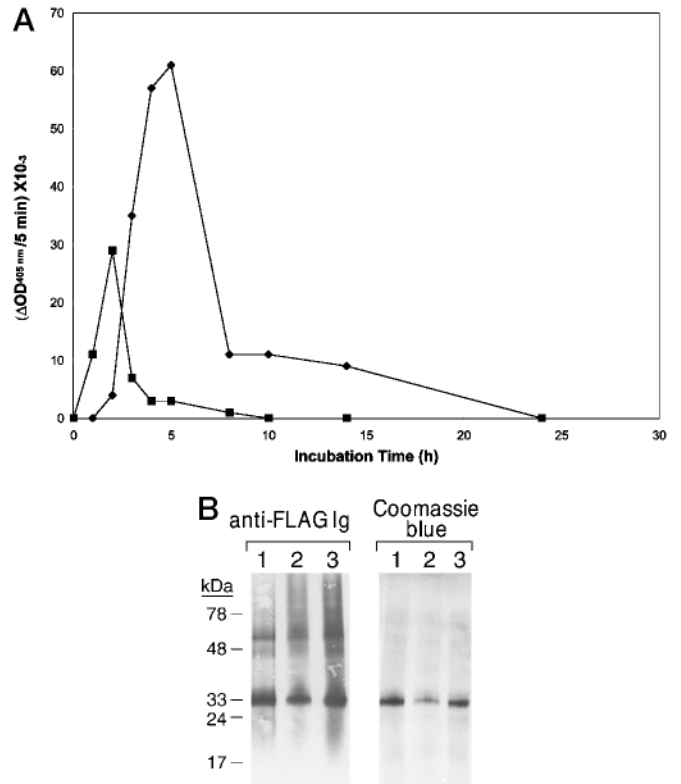 A
70
60
50
40
30
20
10
0
(ΔOD405 nm /5 min) X10-3
0 5 10 15 20 25 30
Incubation Time (h)
B
anti-FLAG Ig
Coomassie
blue
1 2 3 1 2 3
kDa
78
48
33
24
17